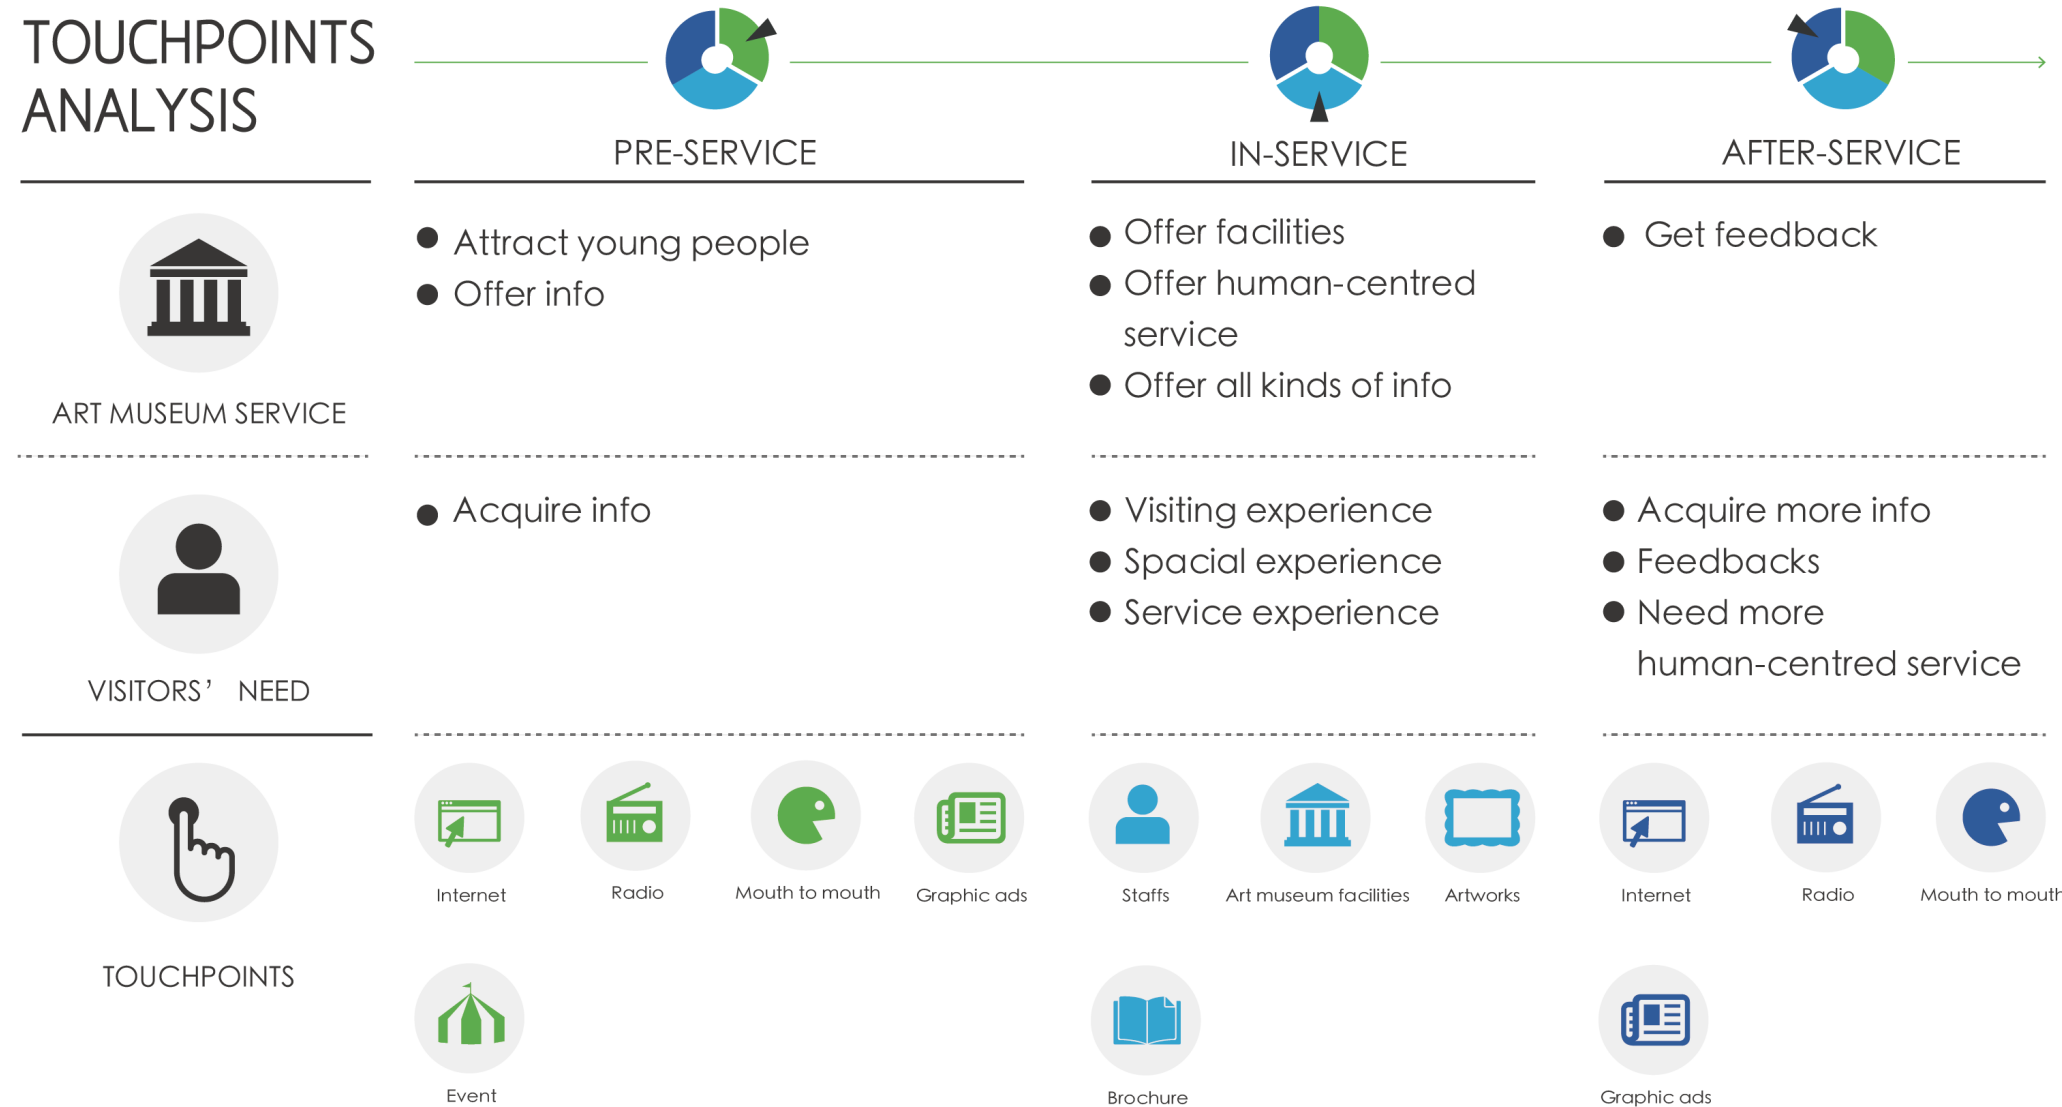 TOUCHPOINTS
ANALYSIS
PRE-SERVICE
IN-SERVICE
AFTER-SERVICE
ART MUSEUM SERVICE
Attract young people
Offer info
Offer facilities
Offer human-centred
service
Offer all kinds of info
Get feedback
VISITORS’ NEED
Acquire info
Visiting experience
Spacial experience
Service experience
Acquire more info
Feedbacks
Need more
human-centred service
TOUCHPOINTS
Internet
Radio
Mouth to mouth
Graphic ads
Event
Staffs
Art museum facilities
Artworks
Brochure
Internet
Radio
Mouth to mouth
Graphic ads